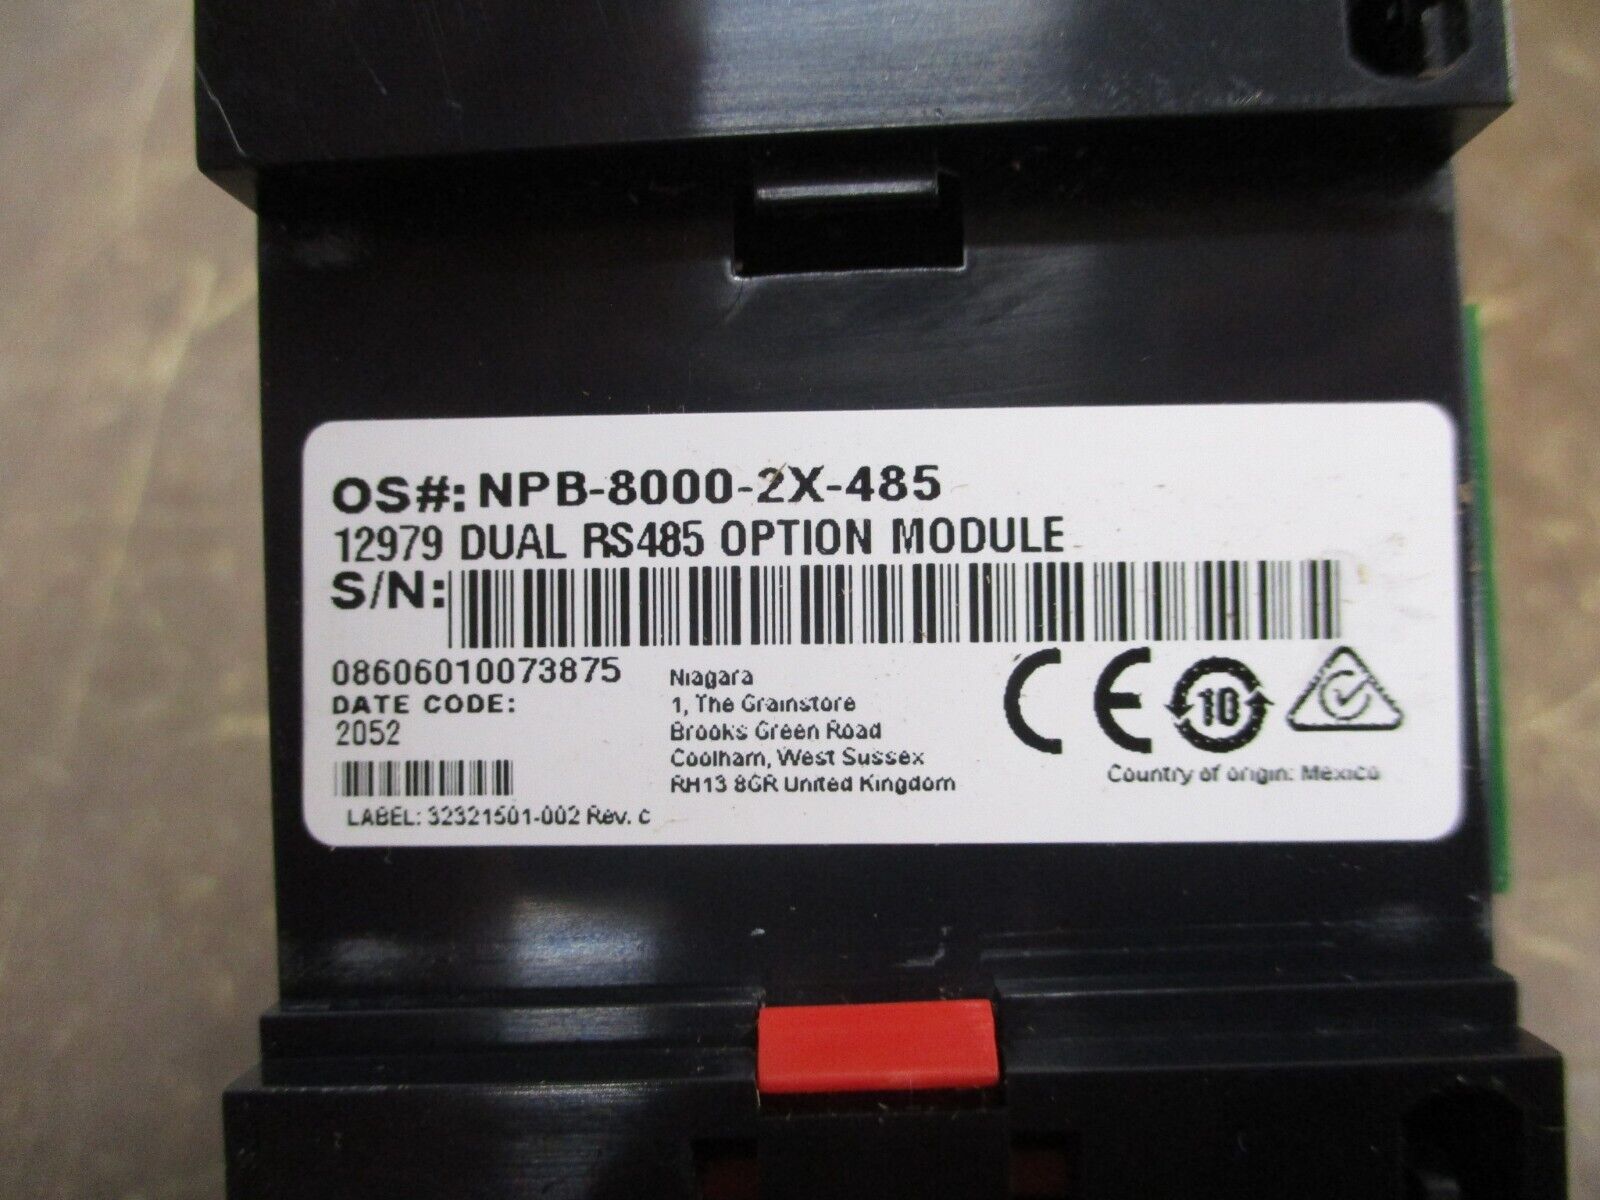 OS#: NPB-8000-2X-485
12979 DUAL RS485 OPTION MODULE
S/N:
08606010073875
DATE CODE:
2052
LABEL: 32321501-002 Rev. c
Niagara
1, The Grainstore
Brooks Green Road
Coolham, West Sussex
RH13 8GR United Kingdom
CE
10
Country of origin: Mexico